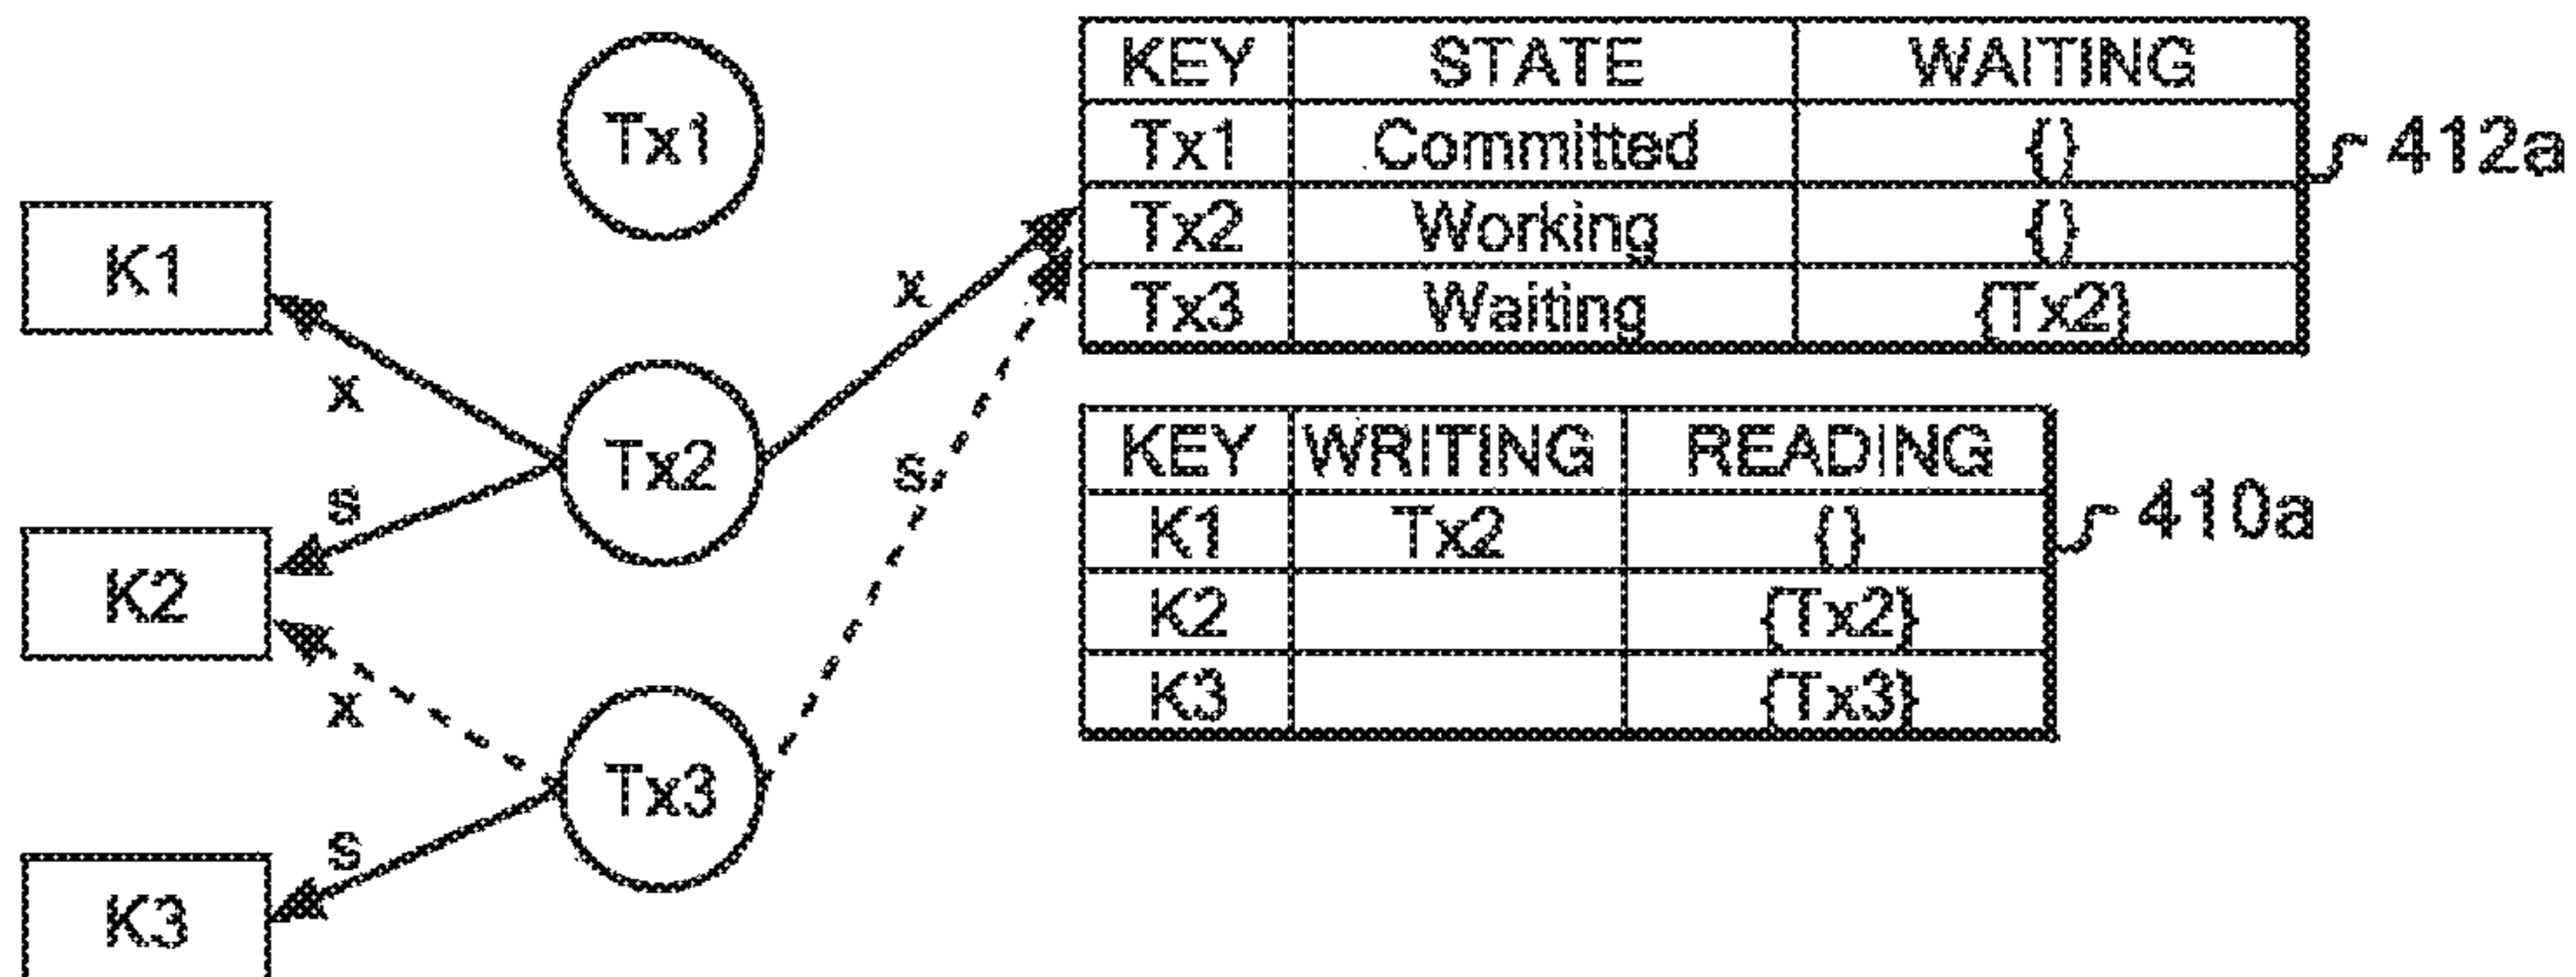 Tx1
K1
x
s
Tx2
K2
x
Tx3
s
K3
x
s
KEY STATE WAITING
Tx1 Committed {}
Tx2 Working {}
Tx3 Waiting {Tx2}
412a
KEY WRITING READING
K1 Tx2 {}
K2 {Tx2}
K3 {Tx3}
410a